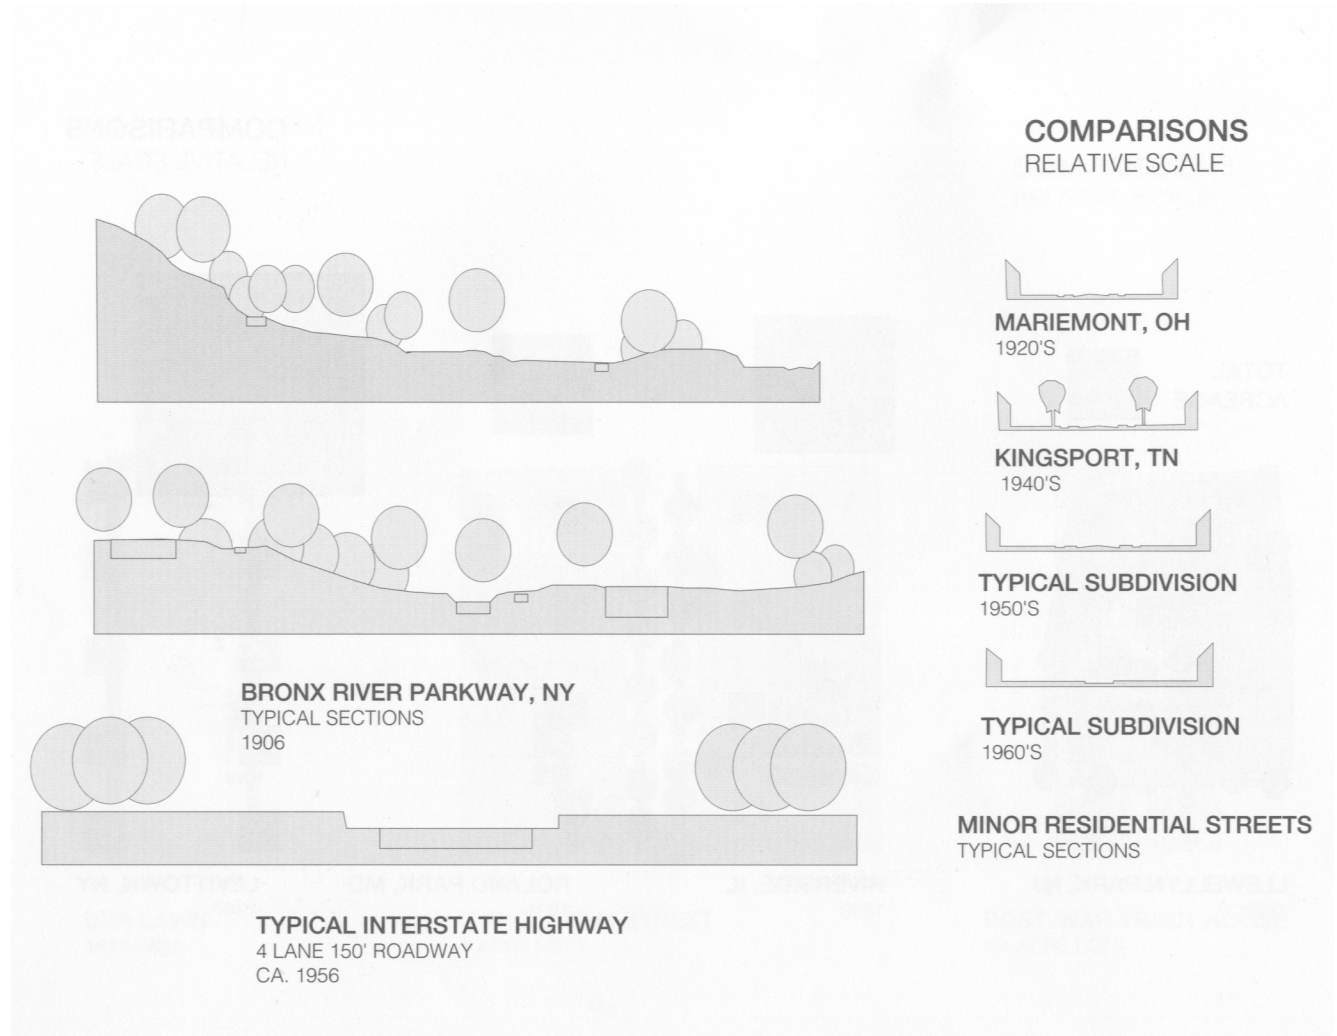 COMPARISONS
RELATIVE SCALE
MARIEMONT, OH
1920'S
KINGSPORT, TN
1940'S
TYPICAL SUBDIVISION
1950'S
TYPICAL SUBDIVISION
1960'S
MINOR RESIDENTIAL STREETS
TYPICAL SECTIONS
BRONX RIVER PARKWAY, NY
TYPICAL SECTIONS
1906
TYPICAL INTERSTATE HIGHWAY
4 LANE 150' ROADWAY
CA. 1956